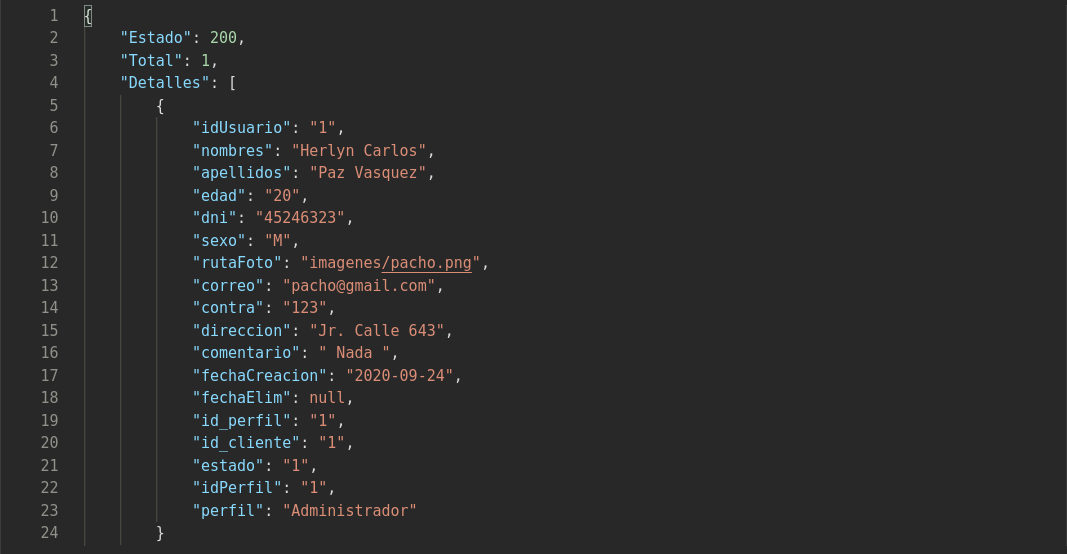 1 {
2 "Estado": 200,
3 "Total": 1,
4 "Detalles": [
5 {
6 "idUsuario": "1",
7 "nombres": "Herlyn Carlos",
8 "apellidos": "Paz Vasquez",
9 "edad": "20",
10 "dni": "45246323",
11 "sexo": "M",
12 "rutaFoto": "imagenes/pacho.png",
13 "correo": "pacho@gmail.com",
14 "contra": "123",
15 "direccion": "Jr. Calle 643",
16 "comentario": " Nada ",
17 "fechaCreacion": "2020-09-24",
18 "fechaElim": null,
19 "id_perfil": "1",
20 "id_cliente": "1",
21 "estado": "1",
22 "idPerfil": "1",
23 "perfil": "Administrador"
24 }